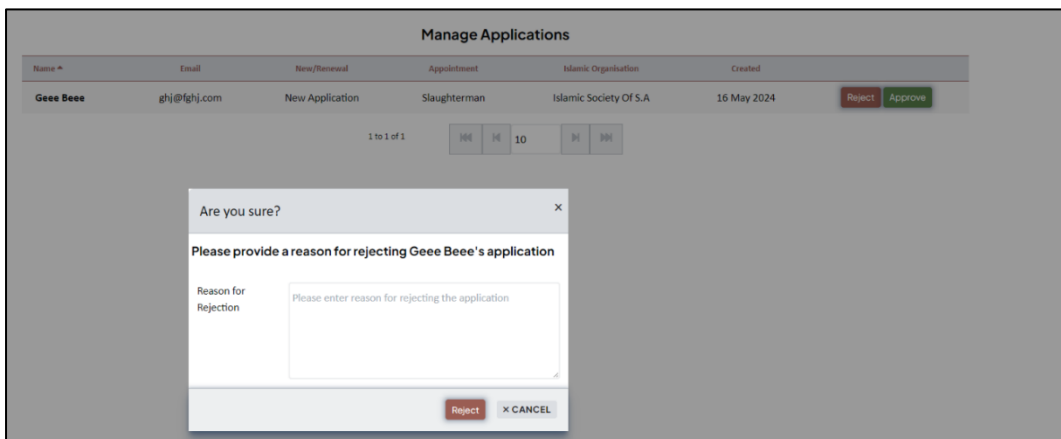 Manage Applications
Name Email New/Renewal Appointment Islamic Organisation Created
Geee Beee ghj@fghj.com New Application Slaughterman Islamic Society Of S.A 16 May 2024 Reject Approve
1 to 1 of 1 10
Are you sure? ×
Please provide a reason for rejecting Geee Beee's application
Reason for
Rejection
Please enter reason for rejecting the application
Reject × CANCEL